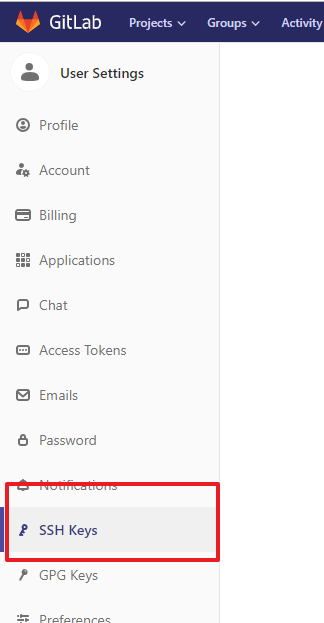 GitLab Projects Groups Activity
User Settings
Profile
Account
Billing
Applications
Chat
Access Tokens
Emails
Password
Notifications
SSH Keys
GPG Keys
Preferences